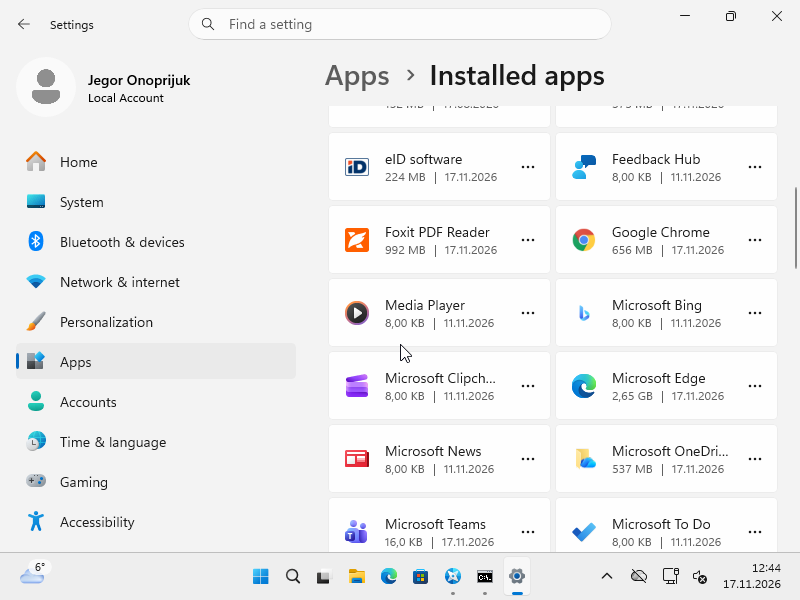 Settings
Find a setting
Jegor Onoprijuk
Local Account
Home
System
Bluetooth & devices
Network & internet
Personalization
Apps
Accounts
Time & language
Gaming
Accessibility
Apps > Installed apps
eID software
224 MB | 17.11.2026
Feedback Hub
8,00 KB | 11.11.2026
Foxit PDF Reader
992 MB | 17.11.2026
Google Chrome
656 MB | 17.11.2026
Media Player
8,00 KB | 11.11.2026
Microsoft Bing
8,00 KB | 11.11.2026
Microsoft Clipch...
8,00 KB | 11.11.2026
Microsoft Edge
2,65 GB | 17.11.2026
Microsoft News
8,00 KB | 11.11.2026
Microsoft OneDri...
537 MB | 17.11.2026
Microsoft Teams
16,0 KB | 17.11.2026
Microsoft To Do
8,00 KB | 11.11.2026
6°
12:44
17.11.2026